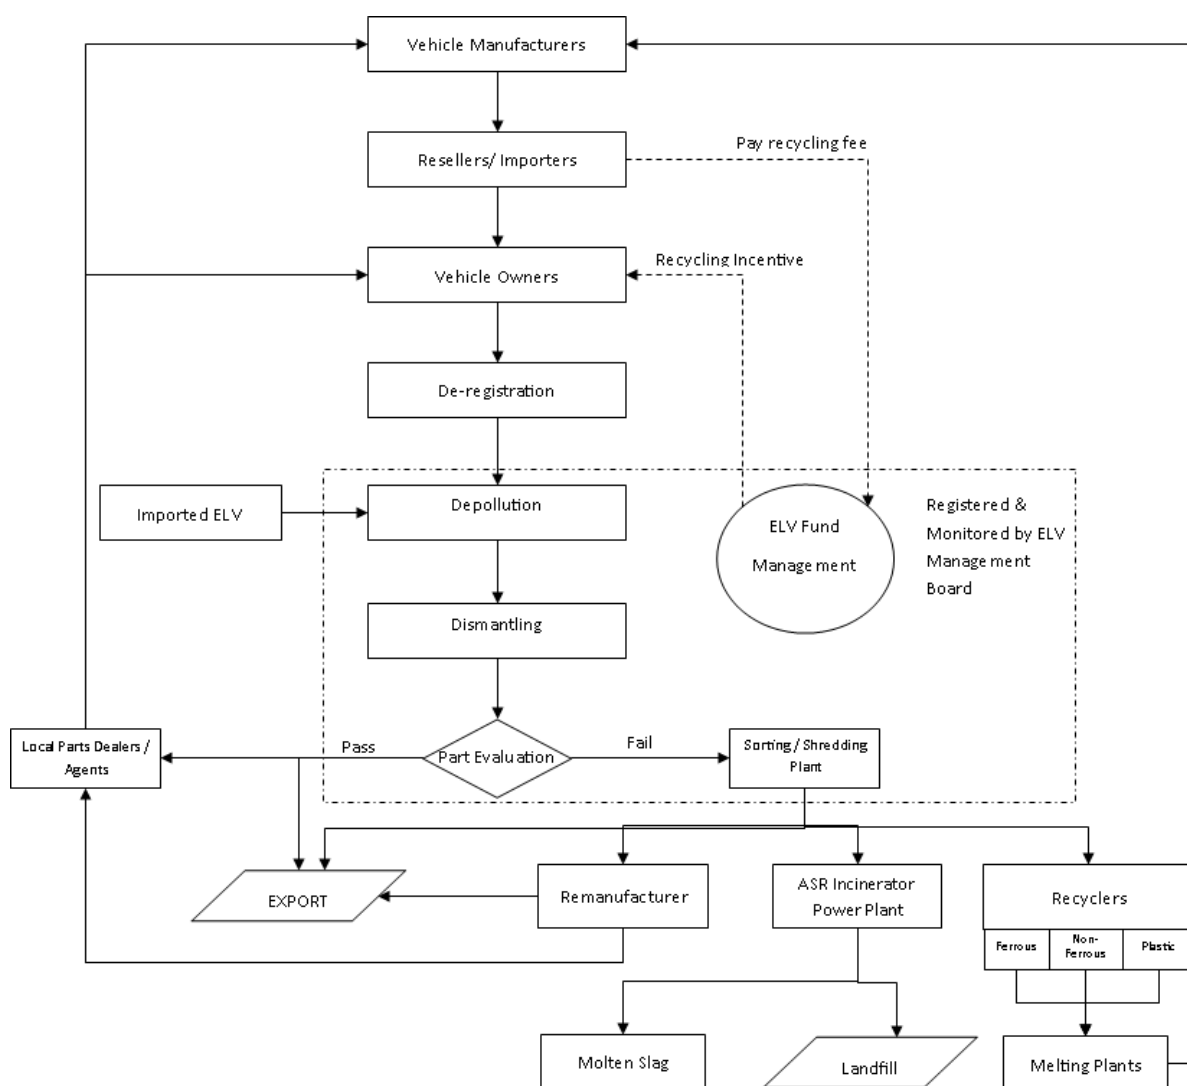 Vehicle Manufacturers
Pay recycling fee
Resellers/ Importers
Recycling Incentive
Vehicle Owners
De-registration
Imported ELV
Depollution
ELV Fund
Management
Registered &
Monitored by ELV
Management
Board
Dismantling
Local Parts Dealers /
Agents
Pass
Part Evaluation
Fail
Sorting / Shredding
Plant
EXPORT
Remanufacturer
ASR Incinerator
Power Plant
Recyclers
Ferrous
Non-
Ferrous
Plastic
Molten Slag
Landfill
Melting Plants